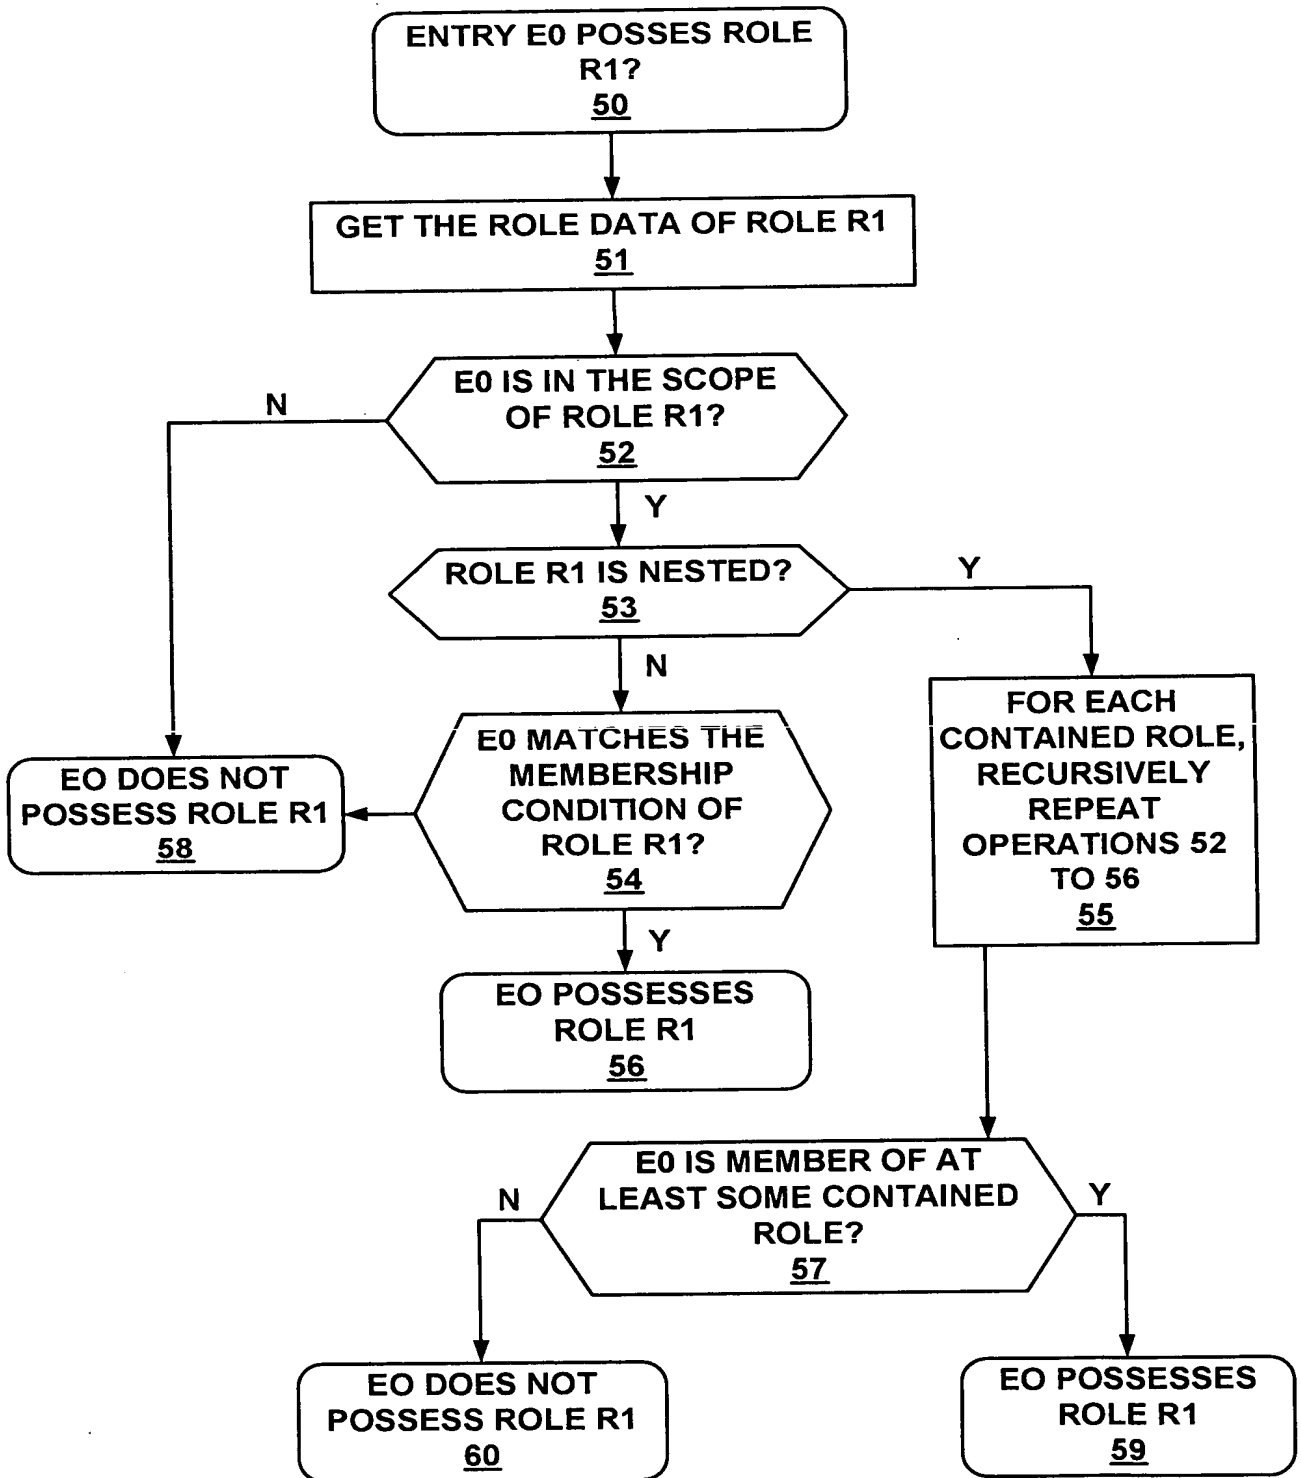 ENTRY E0 POSSES ROLE
R1?
50
GET THE ROLE DATA OF ROLE R1
51
E0 IS IN THE SCOPE
OF ROLE R1?
52
N
Y
ROLE R1 IS NESTED?
53
Y
N
E0 MATCHES THE
MEMBERSHIP
CONDITION OF
ROLE R1?
54
EO DOES NOT
POSSESS ROLE R1
58
FOR EACH
CONTAINED ROLE,
RECURSIVELY
REPEAT
OPERATIONS 52
TO 56
55
Y
EO POSSESSES
ROLE R1
56
E0 IS MEMBER OF AT
LEAST SOME CONTAINED
ROLE?
57
N
Y
EO DOES NOT
POSSESS ROLE R1
60
EO POSSESSES
ROLE R1
59